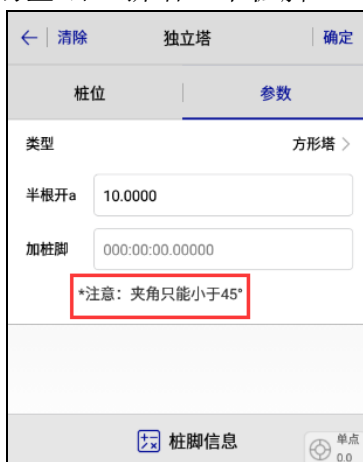 ← 清除 独立塔 确定
桩位 参数
类型 方形塔 >
半根开a 10.0000
加桩脚 000:00:00.00000
*注意：夹角只能小于45°
桩脚信息 单点
0.0